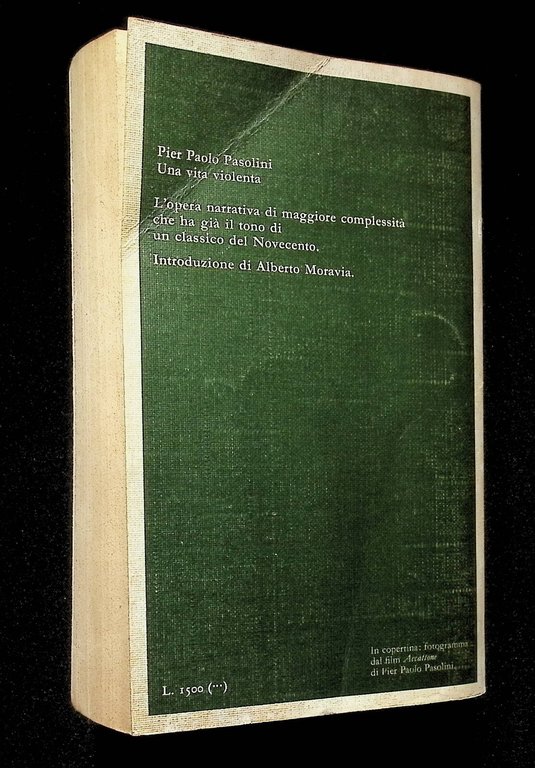 Pier Paolo Pasolini
Una vita violenta
L'opera narrativa di maggiore complessità
che ha già il tono di
un classico del Novecento.
Introduzione di Alberto Moravia.
In copertina: fotogramma
dal film Accattone
di Pier Paolo Pasolini.
L. 1500 (···)